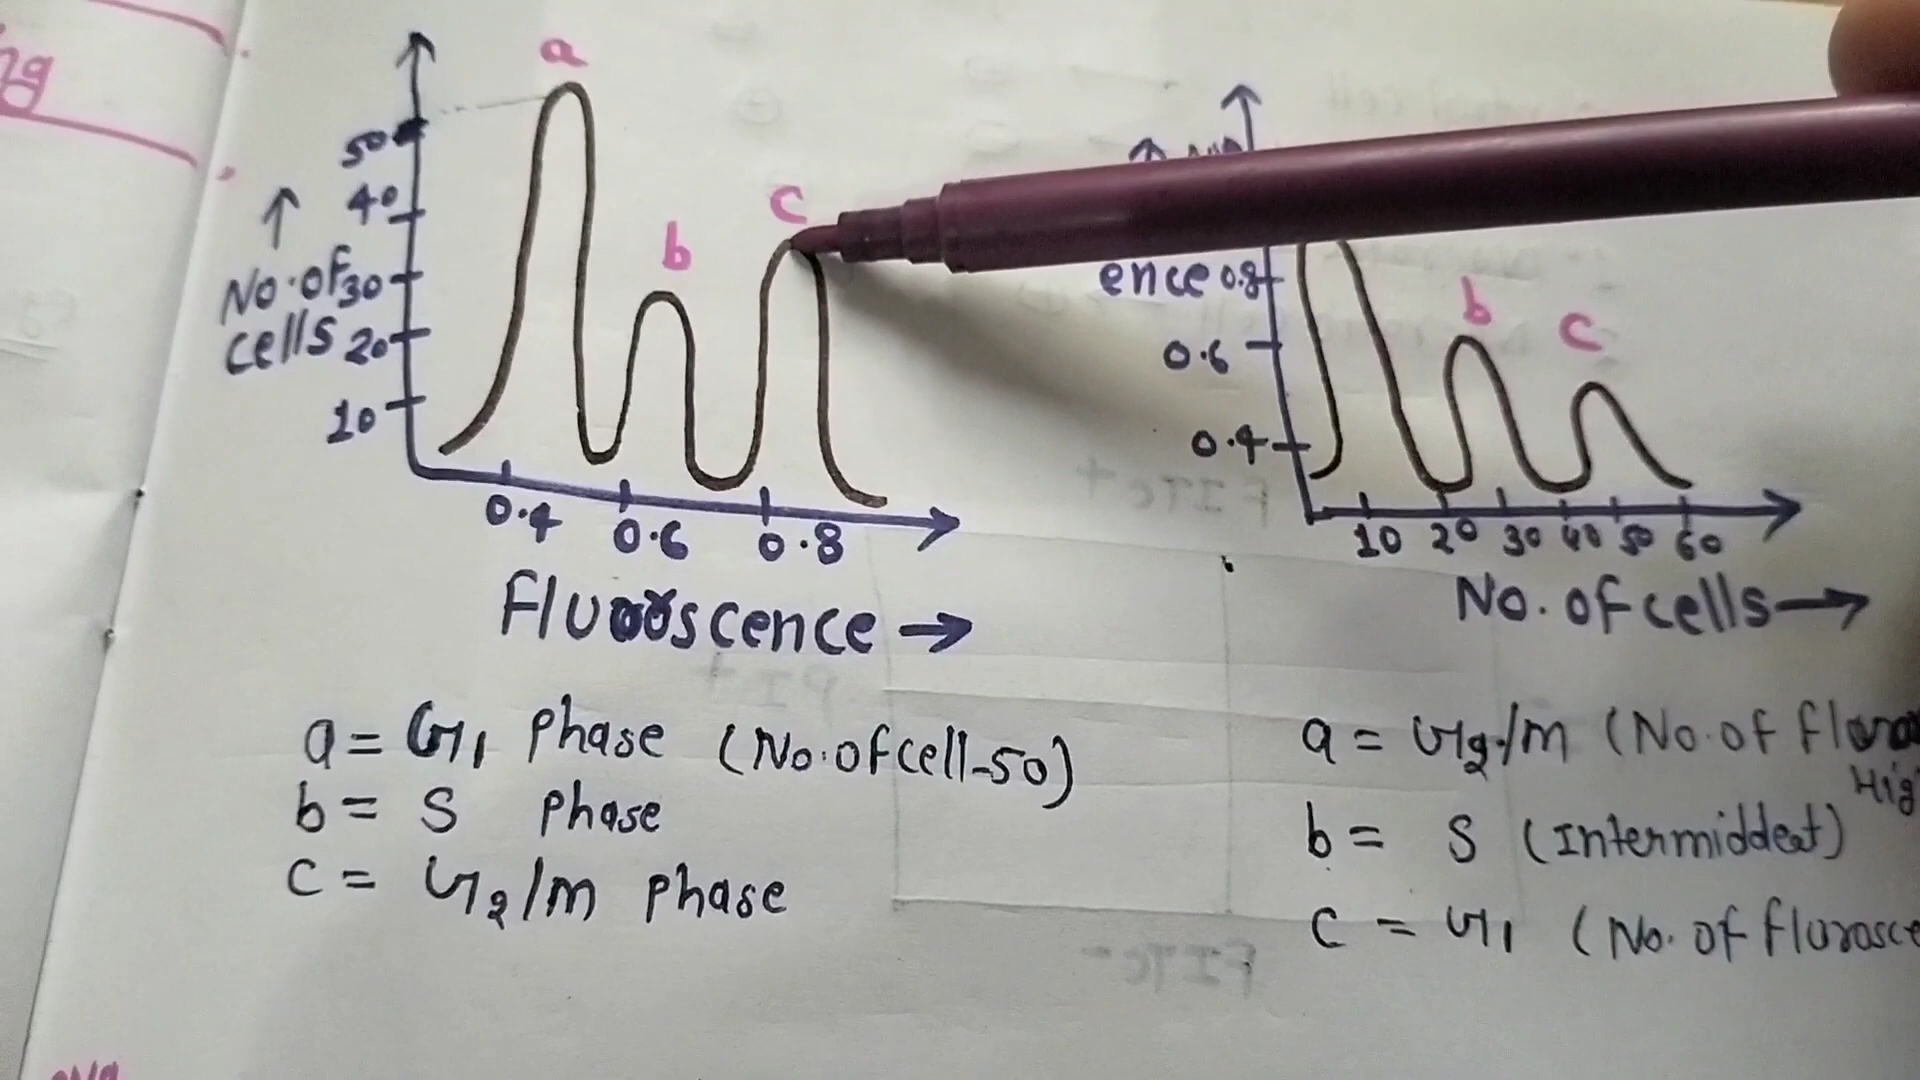 ng
a
50
40
c
b
No. of 30
cells 20
10
0.4 0.6 0.8
Fluorescence →
a = G1 phase (No. of cell-50)
b = S phase
c = G2/m phase
ence 0.8
b
c
0.6
0.4
10 20 30 40 50 60
No. of cells →
a = G2/m (No. of
b = S (Intermiddeat)
c = G1 (No. of